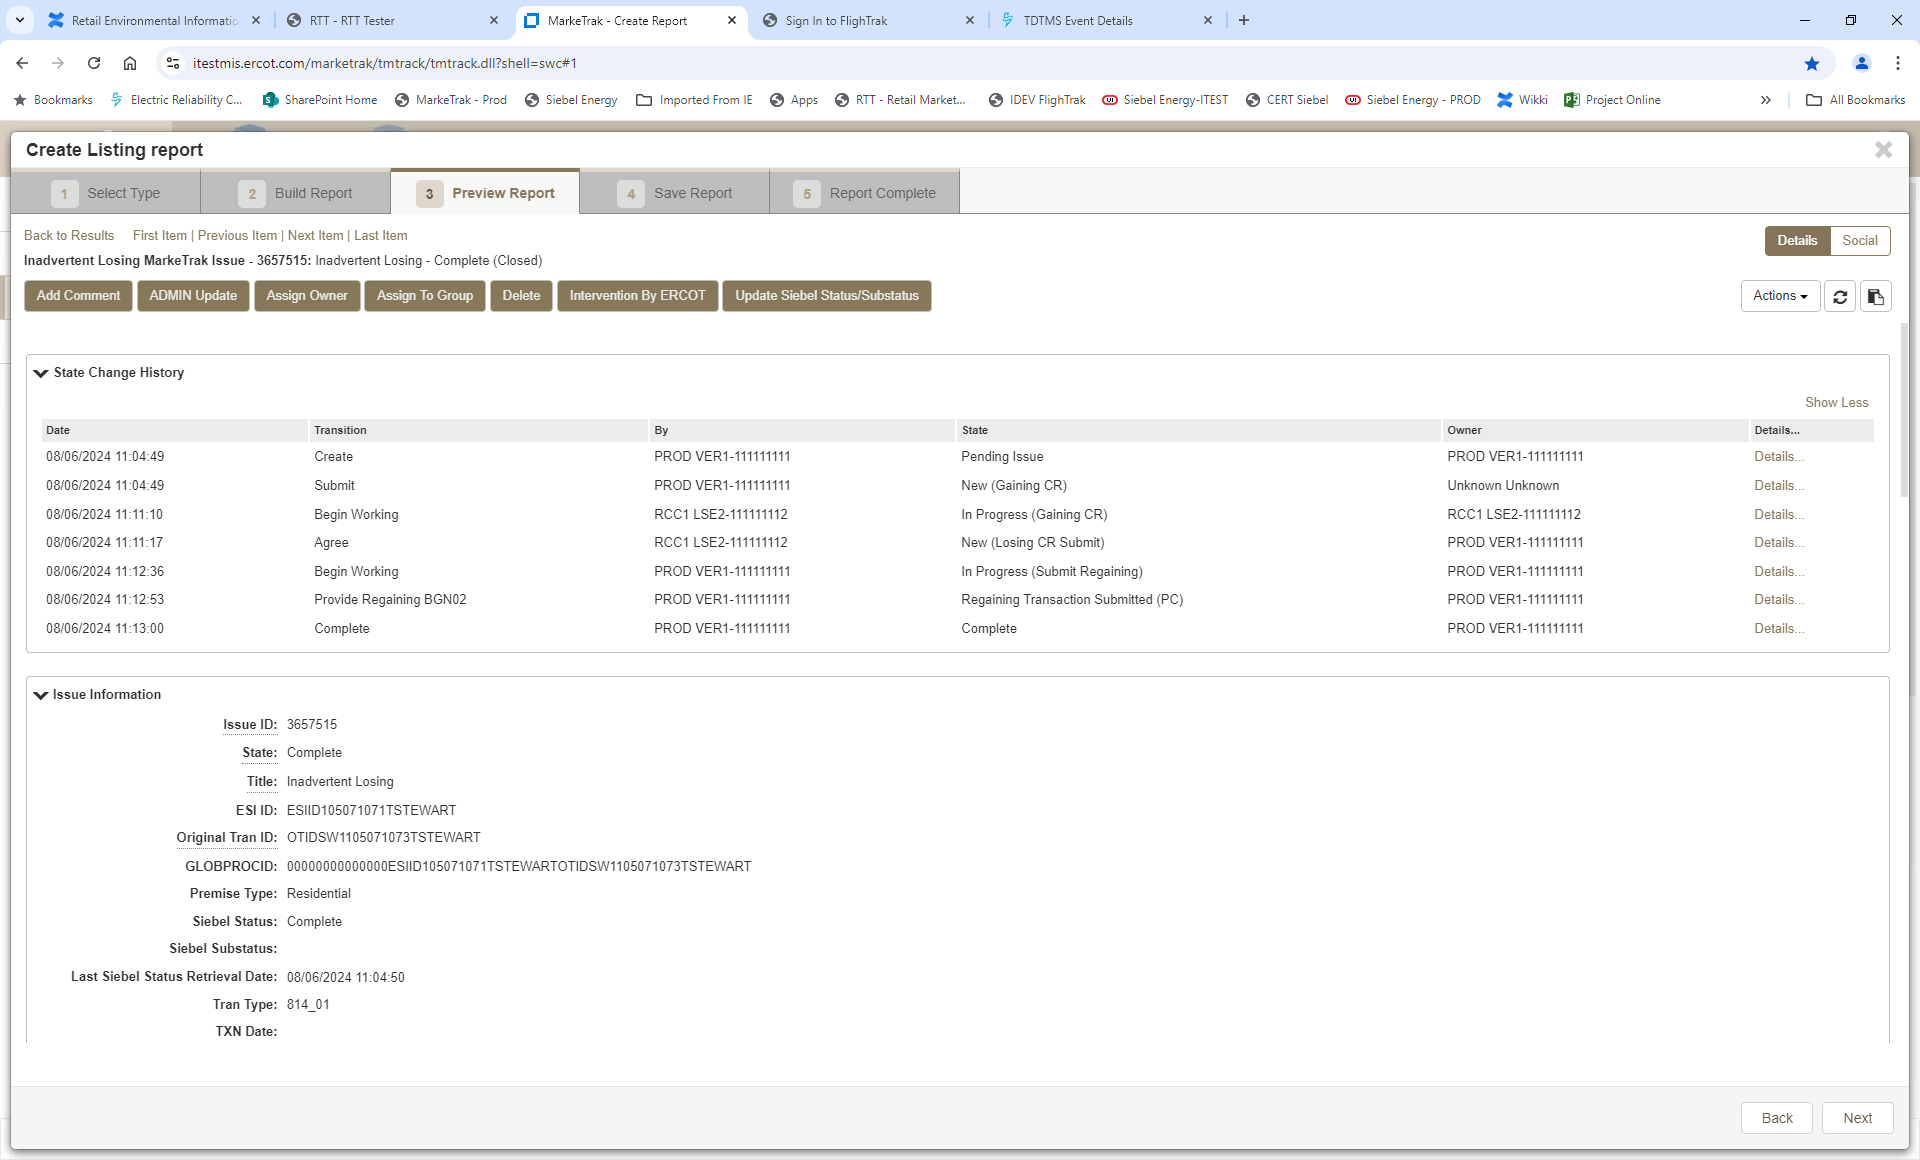 Retail Environmental Informatio
RTT - RTT Tester
MarkeTrak - Create Report
Sign In to FlighTrak
TDTMS Event Details
itestmis.ercot.com/marketrak/tmtrack/tmtrack.dll?shell=swc#1
Bookmarks
Electric Reliability C...
SharePoint Home
MarkeTrak - Prod
Siebel Energy
Imported From IE
Apps
RTT - Retail Market...
IDEV FlighTrak
Siebel Energy-ITEST
CERT Siebel
Siebel Energy - PROD
Wikki
Project Online
All Bookmarks
Create Listing report
1 Select Type
2 Build Report
3 Preview Report
4 Save Report
5 Report Complete
Back to Results First Item | Previous Item | Next Item | Last Item
Details Social
Inadvertent Losing MarkeTrak Issue - 3657515: Inadvertent Losing - Complete (Closed)
Add Comment ADMIN Update Assign Owner Assign To Group Delete Intervention By ERCOT Update Siebel Status/Substatus
Actions
State Change History
Show Less
Date Transition By State Owner Details...
08/06/2024 11:04:49 Create PROD VER1-111111111 Pending Issue PROD VER1-111111111 Details...
08/06/2024 11:04:49 Submit PROD VER1-111111111 New (Gaining CR) Unknown Unknown Details...
08/06/2024 11:11:10 Begin Working RCC1 LSE2-111111112 In Progress (Gaining CR) RCC1 LSE2-111111112 Details...
08/06/2024 11:11:17 Agree RCC1 LSE2-111111112 New (Losing CR Submit) PROD VER1-111111111 Details...
08/06/2024 11:12:36 Begin Working PROD VER1-111111111 In Progress (Submit Regaining) PROD VER1-111111111 Details...
08/06/2024 11:12:53 Provide Regaining BGN02 PROD VER1-111111111 Regaining Transaction Submitted (PC) PROD VER1-111111111 Details...
08/06/2024 11:13:00 Complete PROD VER1-111111111 Complete PROD VER1-111111111 Details...
Issue Information
Issue ID: 3657515
State: Complete
Title: Inadvertent Losing
ESI ID: ESIID105071071TSTEWART
Original Tran ID: OTIDSW1105071073TSTEWART
GLOBPROCID: 00000000000000ESIID105071071TSTEWARTOTIDSW1105071073TSTEWART
Premise Type: Residential
Siebel Status: Complete
Siebel Substatus:
Last Siebel Status Retrieval Date: 08/06/2024 11:04:50
Tran Type: 814_01
TXN Date:
Back Next